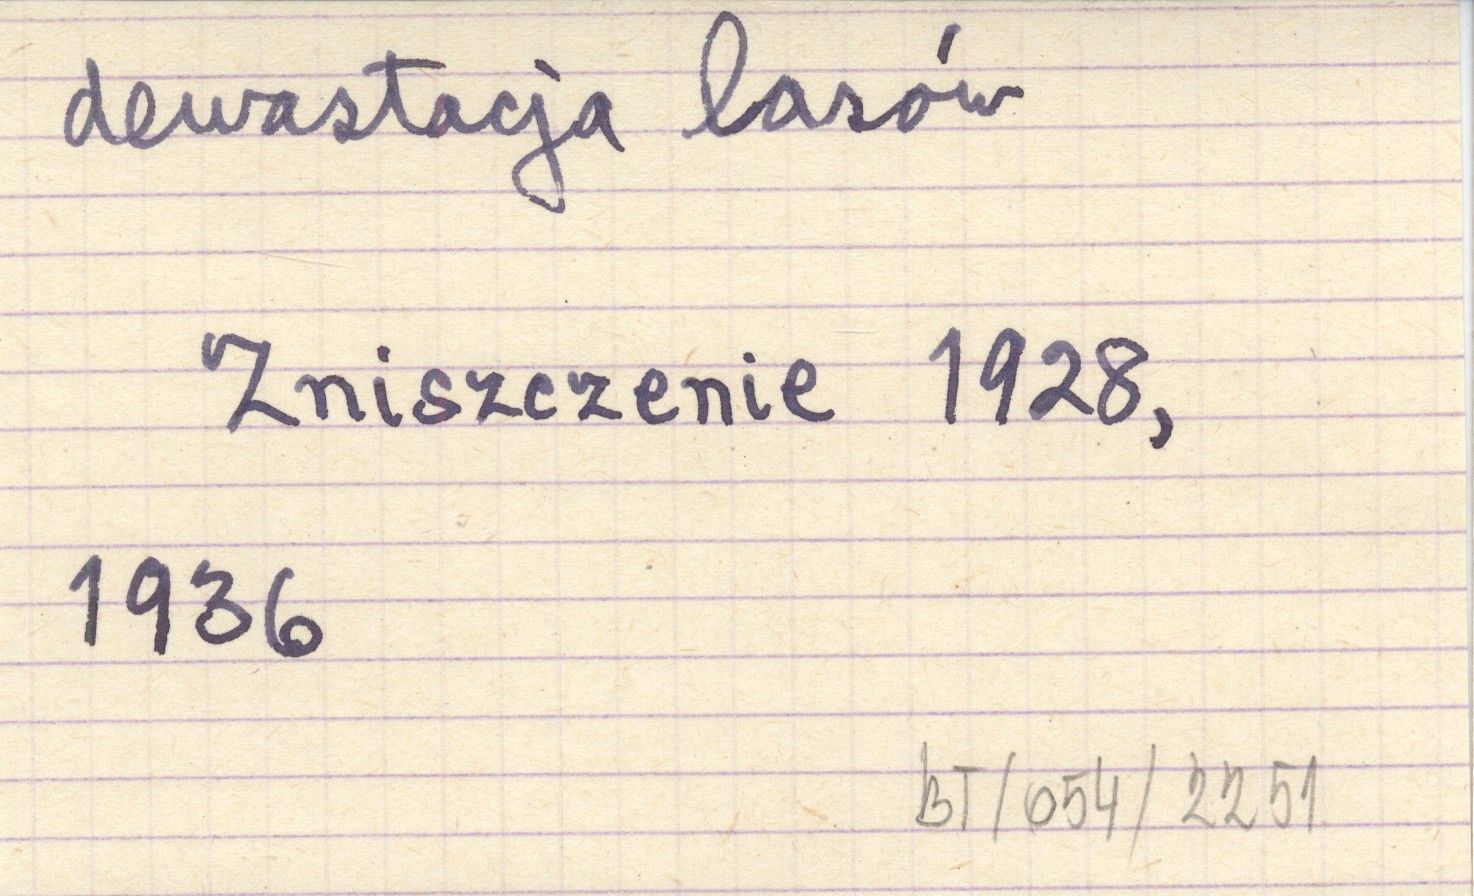 dewastacja lasów
Zniszczenie 1928,
1936
BT/054/2251